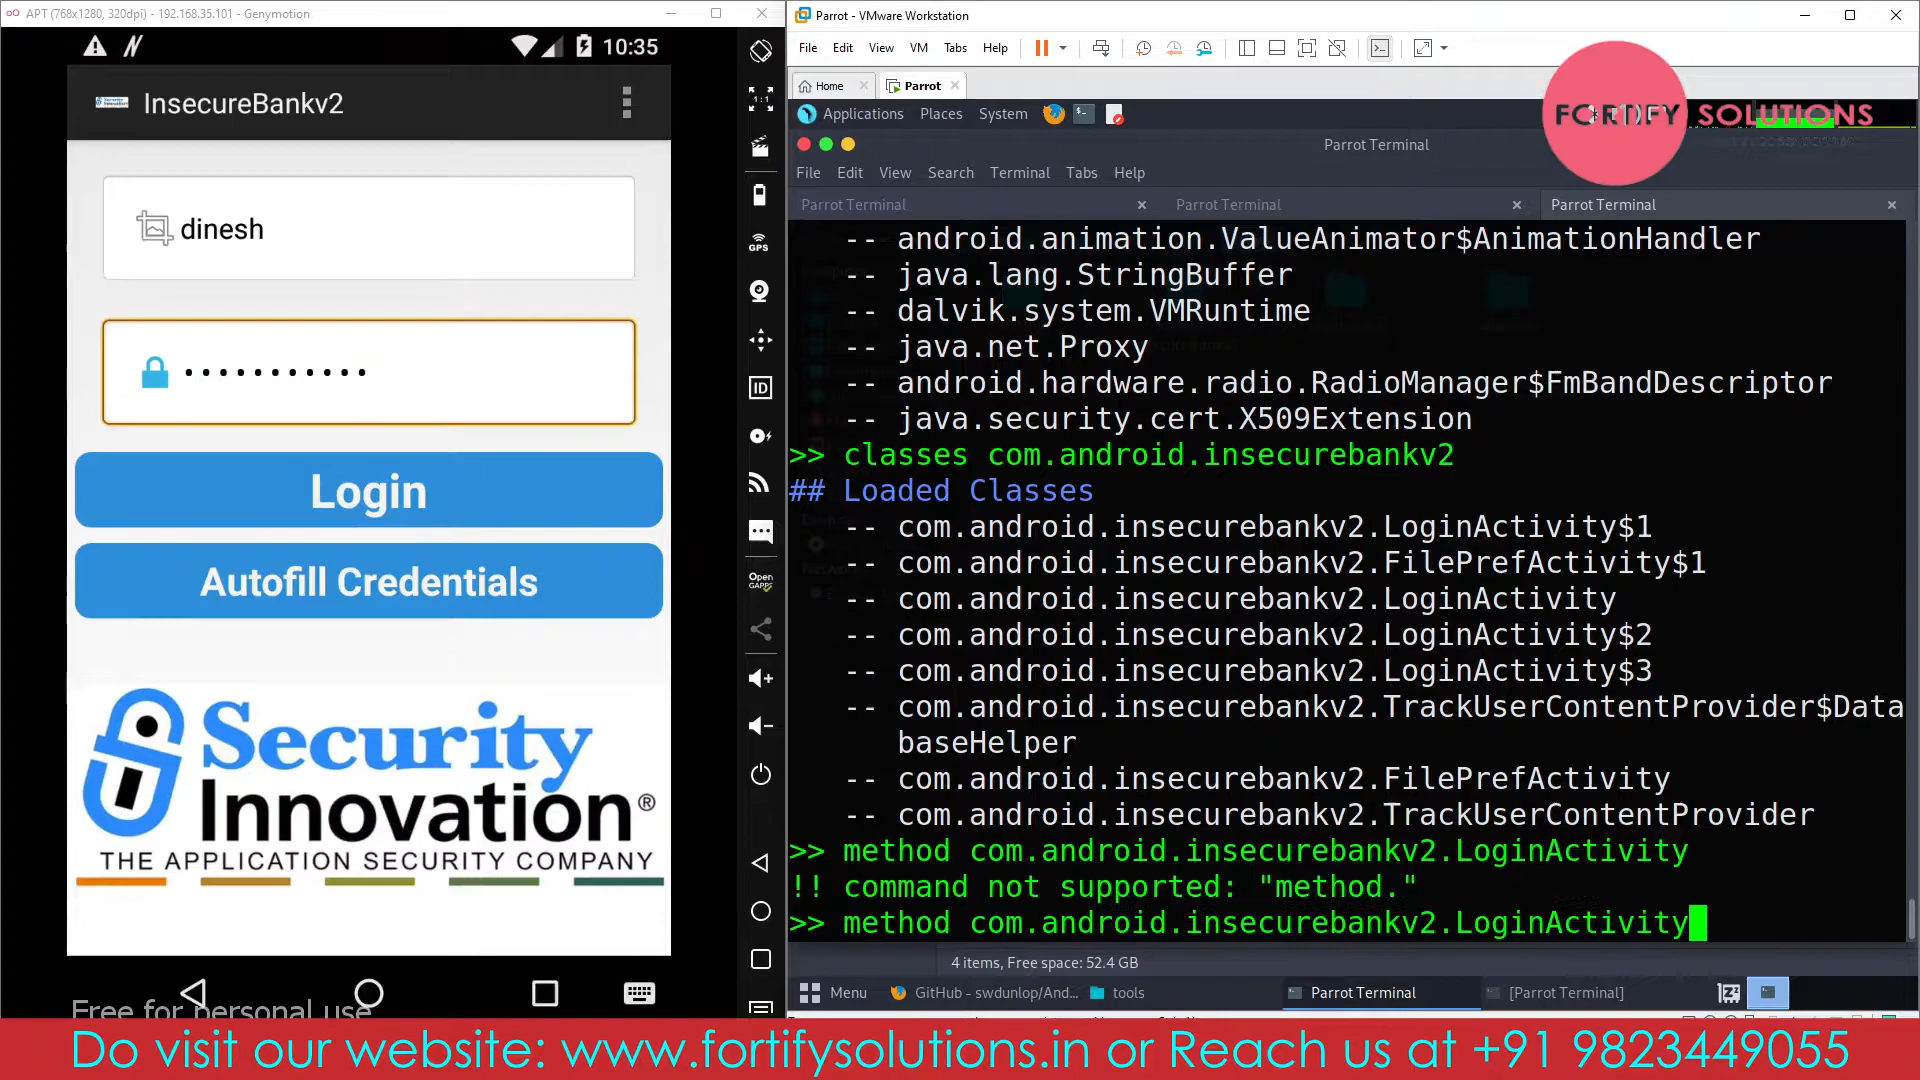 APT (768x1280, 320dpi) - 192.168.35.101 - Genymotion
10:35
InsecureBankv2
dinesh
Login
Autofill Credentials
Security
Innovation®
THE APPLICATION SECURITY COMPANY
Free for personal use
1:1
GPS
ID
Open
GAPPS
Parrot - VMware Workstation
File Edit View VM Tabs Help
Home
Parrot
Applications Places System
FORTIFY SOLUTIONS
Parrot Terminal
File Edit View Search Terminal Tabs Help
Parrot Terminal Parrot Terminal Parrot Terminal
-- android.animation.ValueAnimator$AnimationHandler
-- java.lang.StringBuffer
-- dalvik.system.VMRuntime
-- java.net.Proxy
-- android.hardware.radio.RadioManager$FmBandDescriptor
-- java.security.cert.X509Extension
>> classes com.android.insecurebankv2
## Loaded Classes
-- com.android.insecurebankv2.LoginActivity$1
-- com.android.insecurebankv2.FilePrefActivity$1
-- com.android.insecurebankv2.LoginActivity
-- com.android.insecurebankv2.LoginActivity$2
-- com.android.insecurebankv2.LoginActivity$3
-- com.android.insecurebankv2.TrackUserContentProvider$Data
baseHelper
-- com.android.insecurebankv2.FilePrefActivity
-- com.android.insecurebankv2.TrackUserContentProvider
>> method com.android.insecurebankv2.LoginActivity
!! command not supported: "method."
>> method com.android.insecurebankv2.LoginActivity
4 items, Free space: 52.4 GB
Menu
GitHub - swdunlop/And...
tools
Parrot Terminal
[Parrot Terminal]
Do visit our website: www.fortifysolutions.in or Reach us at +91 9823449055